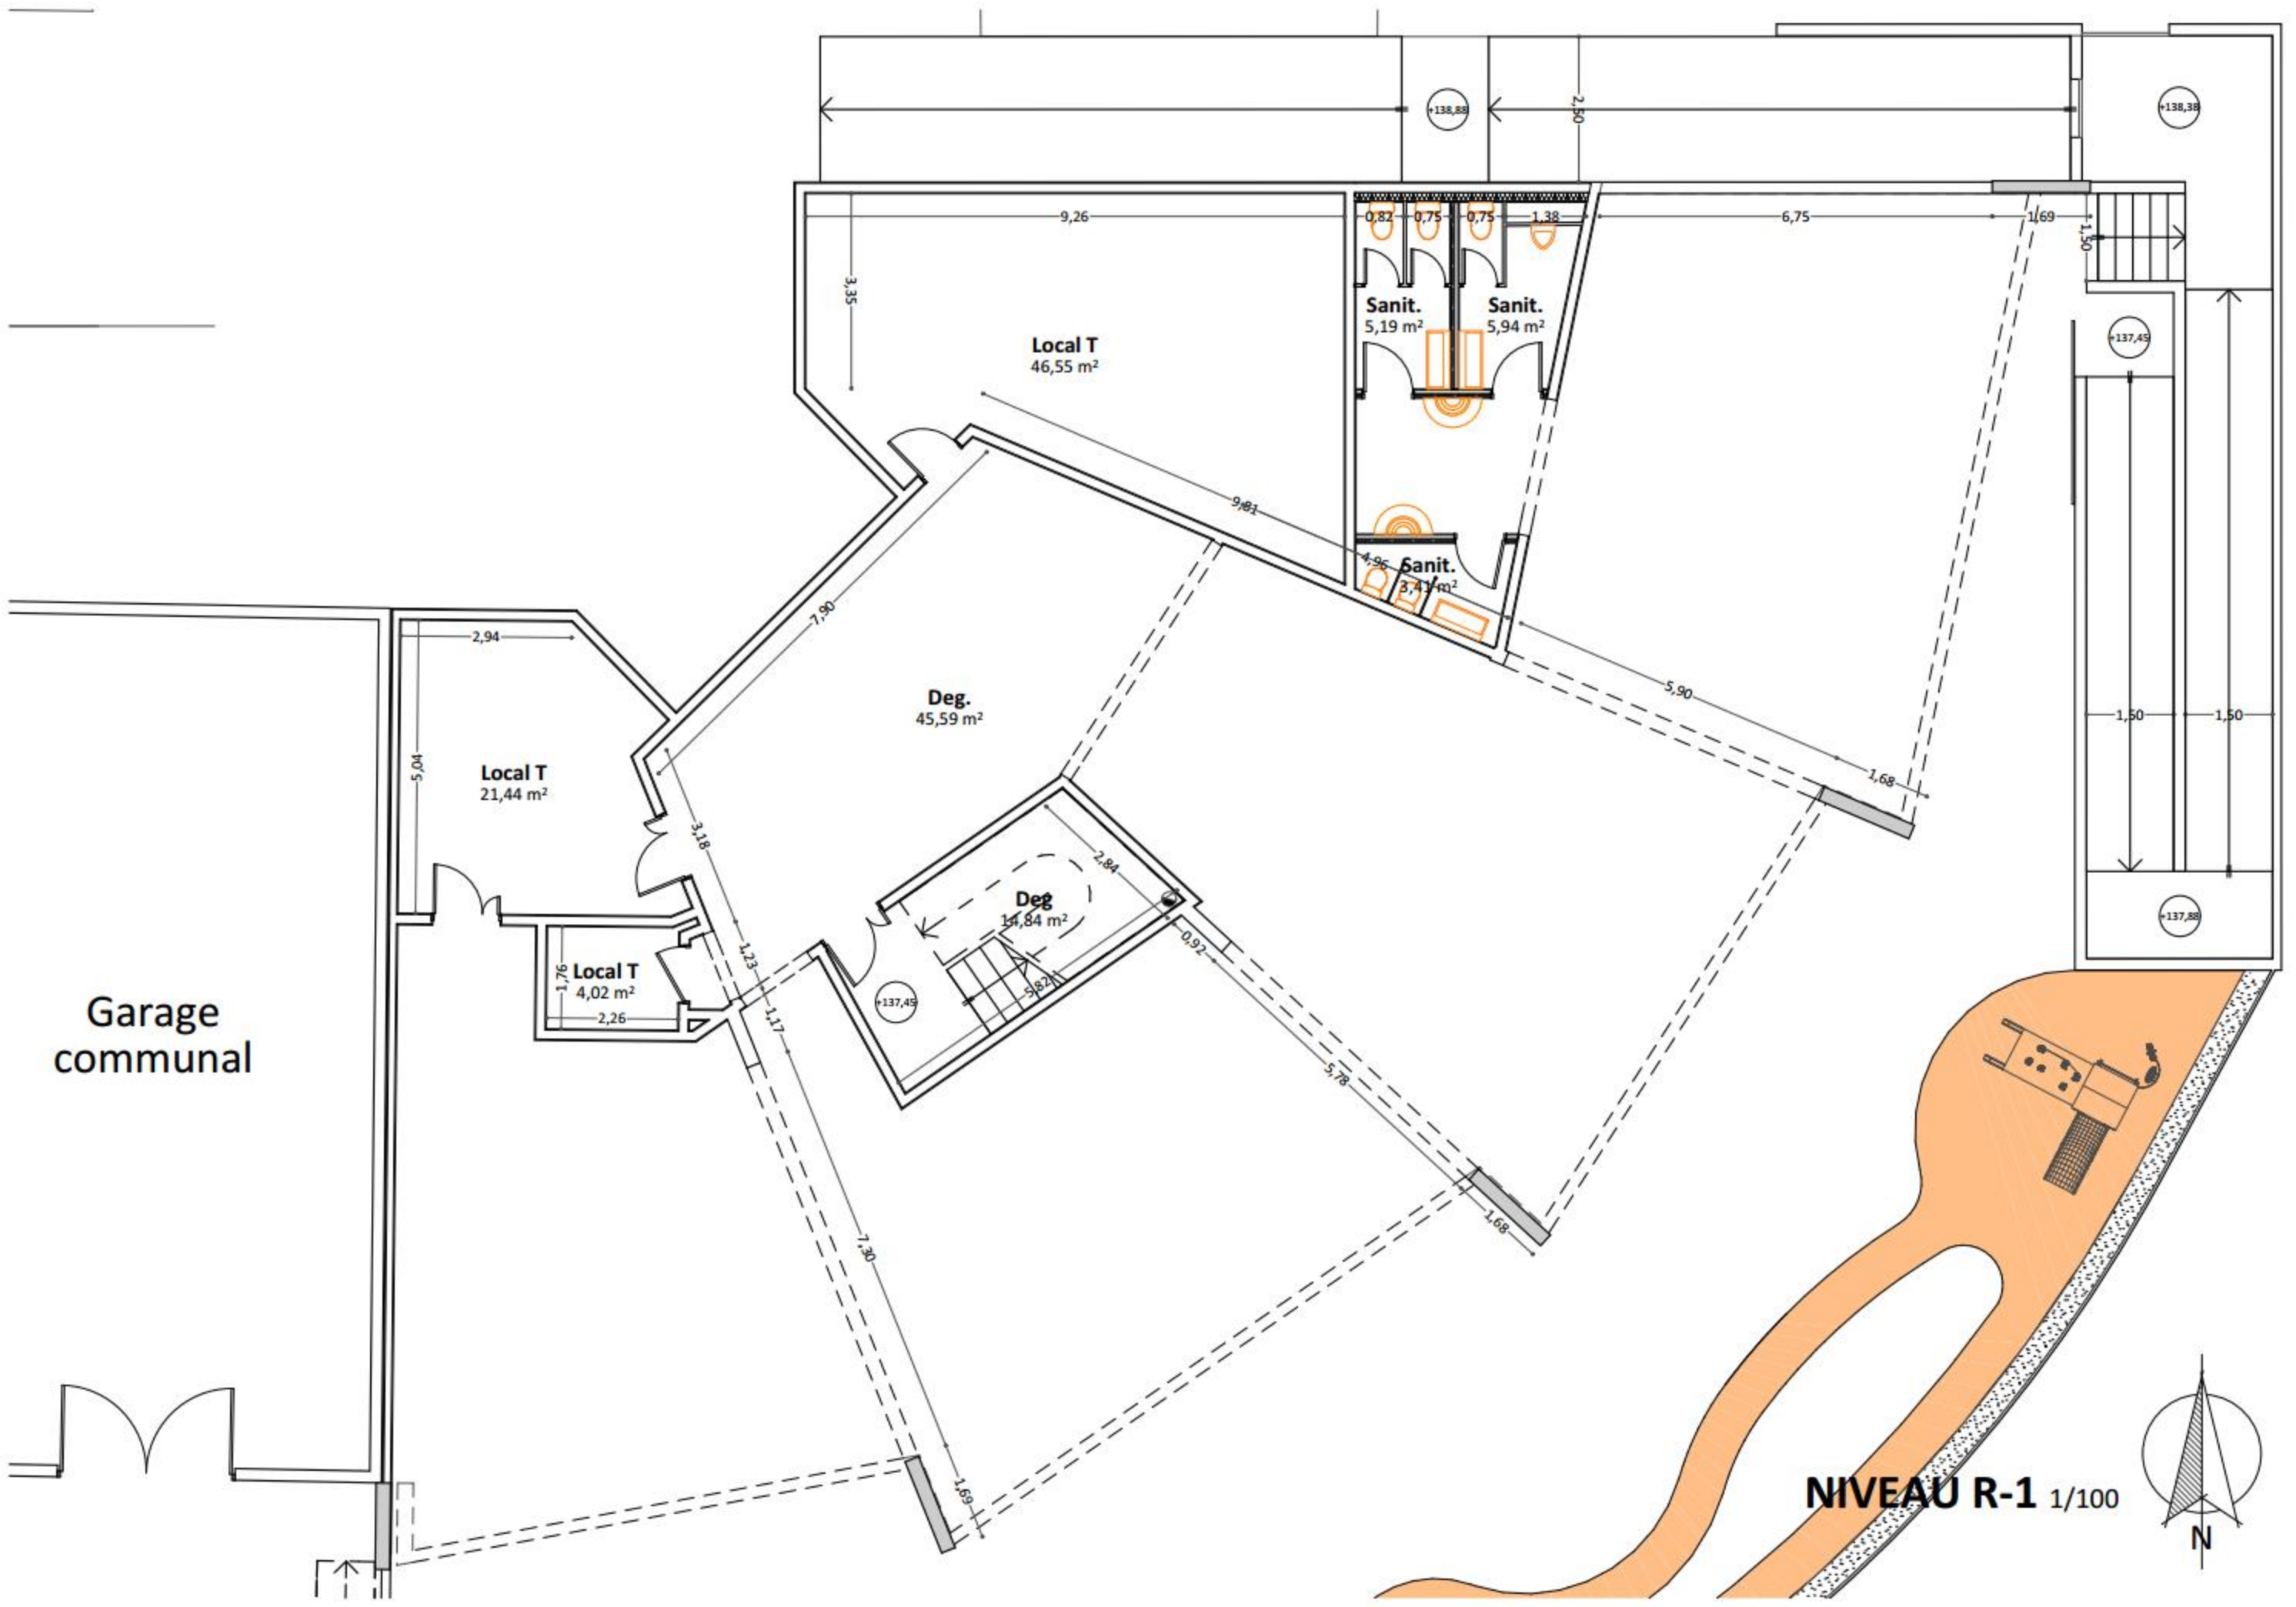 +138,88
2,50
+138,38
9,26
0,82
0,75
0,75
1,38
6,75
1,69
1,50
3,35
Sanit.
5,19 m²
Sanit.
5,94 m²
+137,45
Local T
46,55 m²
9,81
4,96
Sanit.
3,41 m²
7,90
2,94
5,90
1,50
1,50
Deg.
45,59 m²
5,04
Local T
21,44 m²
1,68
3,18
2,84
Deg
14,84 m²
+137,88
0,92
1,23
1,76
Local T
4,02 m²
2,26
+137,45
5,82
1,17
Garage
communal
5,78
1,68
7,30
1,69
NIVEAU R-1 1/100
N